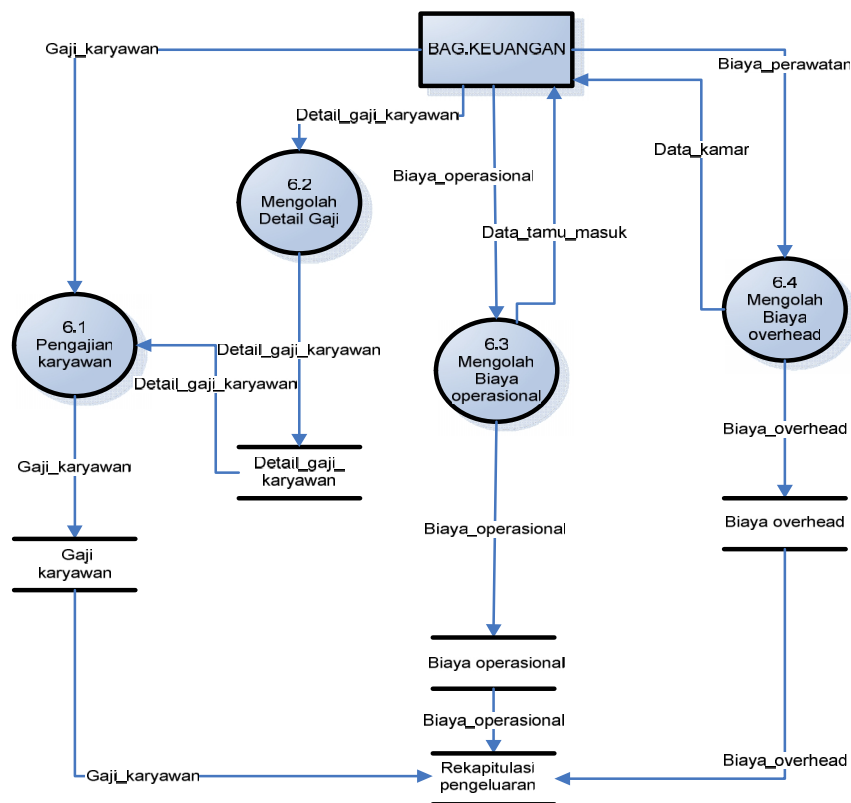 Gaji_karyawan
BAG.KEUANGAN
Biaya_perawatan
Detail_gaji_karyawan
Data_kamar
Biaya_operasional
6.2
Mengolah
Detail Gaji
Data_tamu_masuk
6.4
Mengolah
Biaya
overhead
6.1
Pengajian
karyawan
Detail_gaji_karyawan
Detail_gaji_karyawan
6.3
Mengolah
Biaya
operasional
Biaya_overhead
Gaji_karyawan
Detail_gaji_
karyawan
Biaya_operasional
Biaya overhead
Gaji
karyawan
Biaya operasional
Biaya_operasional
Gaji_karyawan
Rekapitulasi
pengeluaran
Biaya_overhead